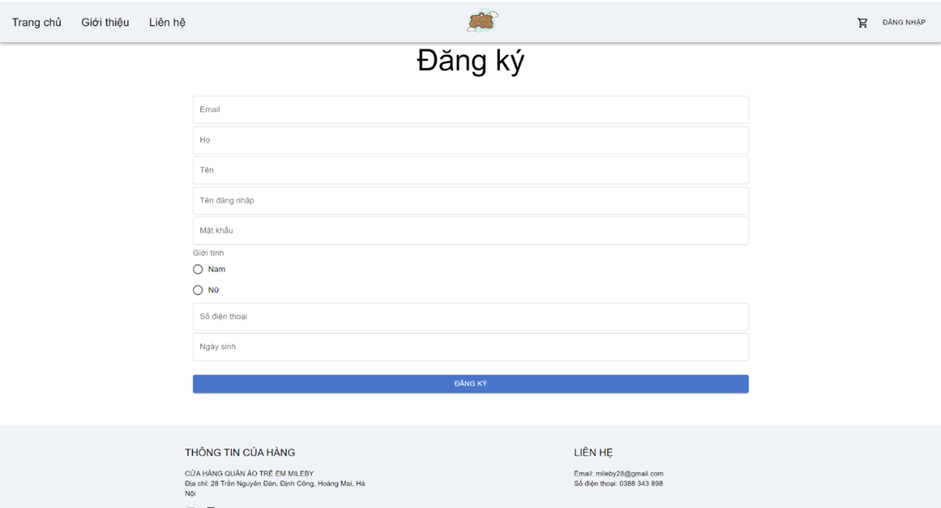 Trang chủ
Giới thiệu
Liên hệ
ĐĂNG NHẬP
Đăng ký
Email
Họ
Tên
Tên đăng nhập
Mật khẩu
Giới tính
Nam
Nữ
Số điện thoại
Ngày sinh
ĐĂNG KÝ
THÔNG TIN CỦA HÀNG
CỬA HÀNG QUẦN ÁO TRẺ EM MILEBY
Địa chỉ: 28 Trần Nguyên Đán, Định Công, Hoàng Mai, Hà
Nội
LIÊN HỆ
Email: mileby28@gmail.com
Số điện thoại: 0388 343 898